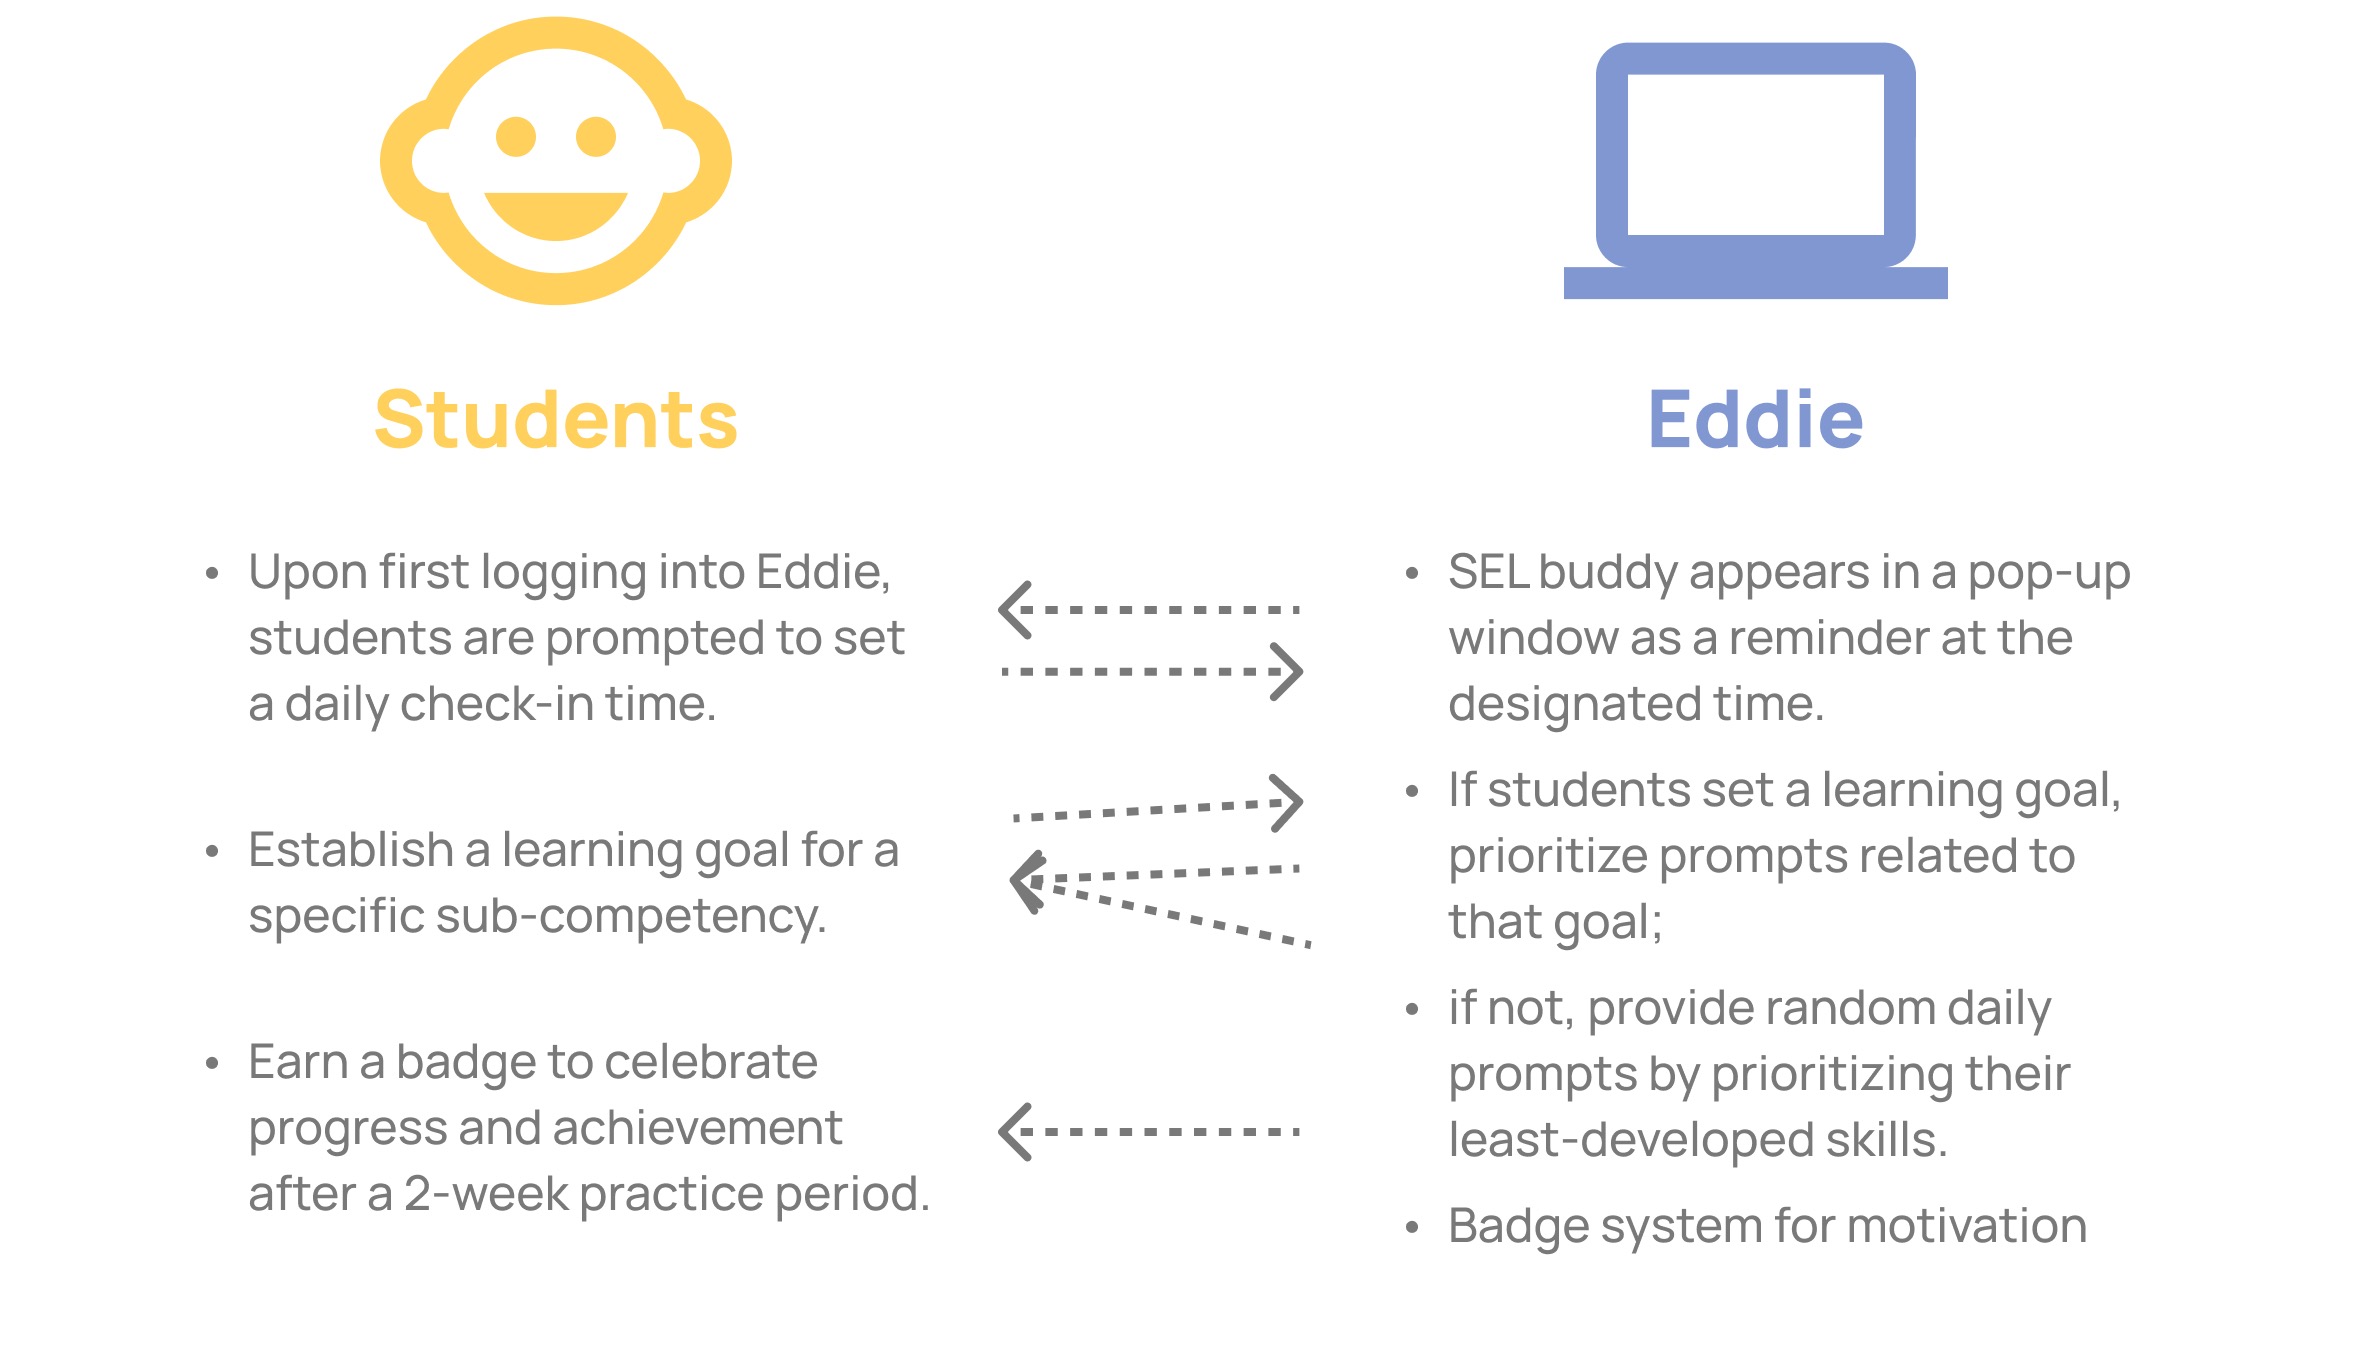 Students
• Upon first logging into Eddie,
students are prompted to set
a daily check-in time.
• Establish a learning goal for a
specific sub-competency.
• Earn a badge to celebrate
progress and achievement
after a 2-week practice period.
Eddie
• SEL buddy appears in a pop-up
window as a reminder at the
designated time.
• If students set a learning goal,
prioritize prompts related to
that goal;
• if not, provide random daily
prompts by prioritizing their
least-developed skills.
• Badge system for motivation